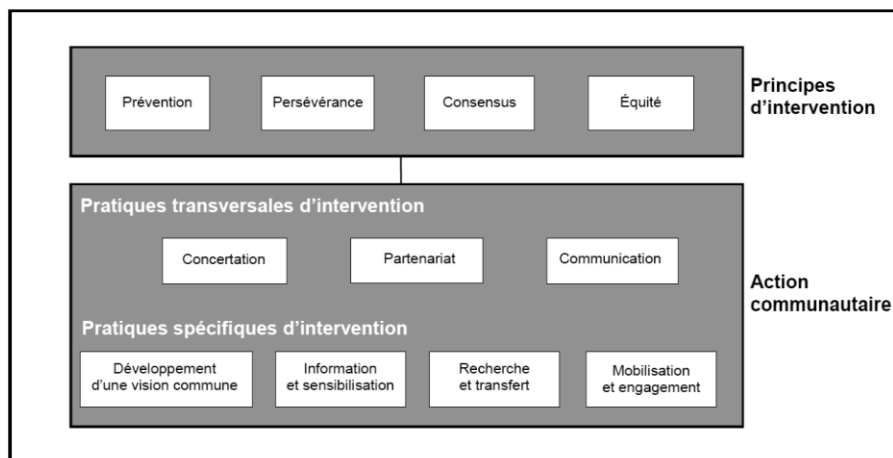 Prévention
Persévérance
Consensus
Équité
Principes
d’intervention
Pratiques transversales d’intervention
Concertation
Partenariat
Communication
Action
communautaire
Pratiques spécifiques d’intervention
Développement
d’une vision commune
Information
et sensibilisation
Recherche
et transfert
Mobilisation
et engagement